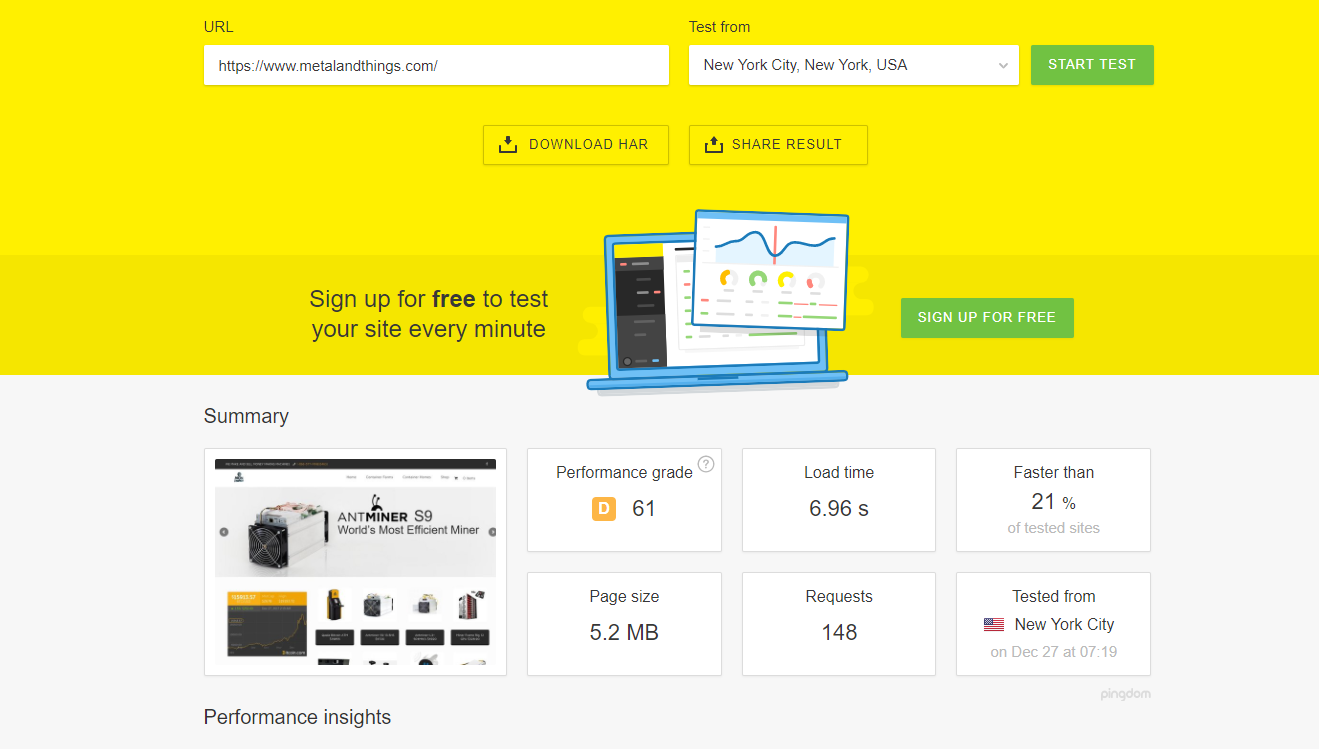 URL
Test from
https://www.metalandthings.com/
New York City, New York, USA
START TEST
DOWNLOAD HAR
SHARE RESULT
Sign up for free to test
your site every minute
SIGN UP FOR FREE
Summary
ANTMINER S9
World's Most Efficient Miner
Performance grade
?
D 61
Load time
6.96 s
Faster than
21 %
of tested sites
Page size
5.2 MB
Requests
148
Tested from
New York City
on Dec 27 at 07:19
pingdom
Performance insights